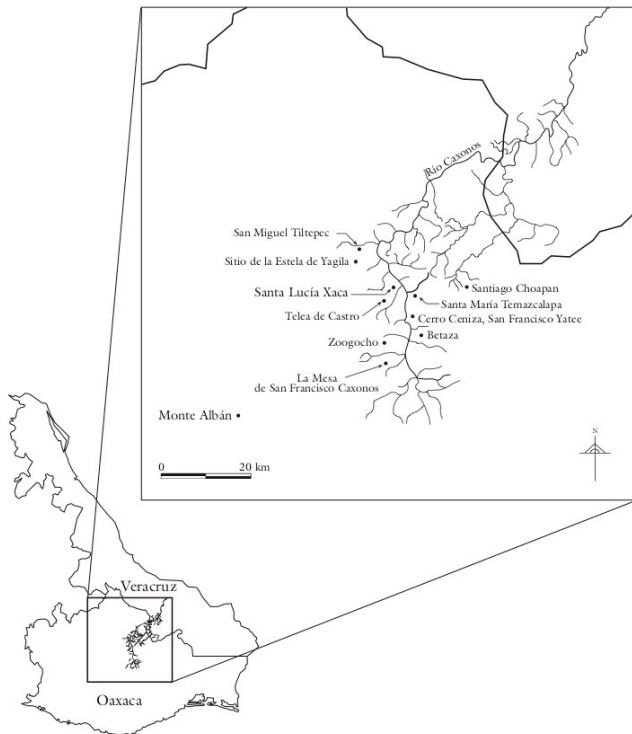 Río Caxonos
San Miguel Tiltepec
Sitio de la Estela de Yagila
Santa Lucía Xaca
Santiago Choapan
Santa María Temazcalapa
Telea de Castro
Cerro Ceniza, San Francisco Yatee
Zoogocho
Betaza
La Mesa
de San Francisco Caxonos
Monte Albán
0 20 km
N
Veracruz
Oaxaca